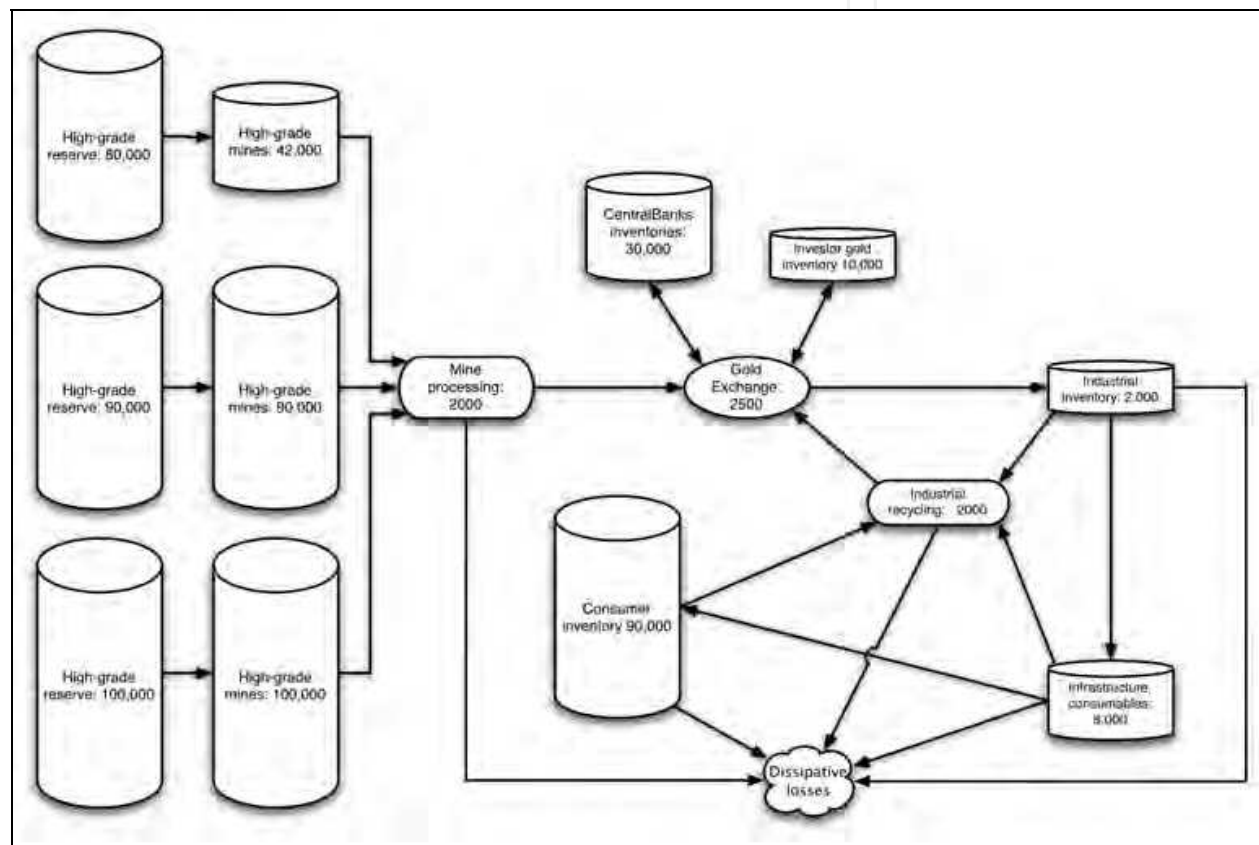 High-grade
reserve: 80,000
High-grade
mines: 42,000
CentralBanks
inventories:
30,000
Investor gold
inventory 10,000
High-grade
reserve: 90,000
High-grade
mines: 90,000
Mine
processing:
2000
Gold
Exchange:
2500
Industrial
inventory: 2.000
Industrial
recycling: 2000
Consumer
inventory 90,000
High-grade
reserve: 100,000
High-grade
mines: 100,000
Infrastructure,
consumables:
8.000
Dissipative
losses